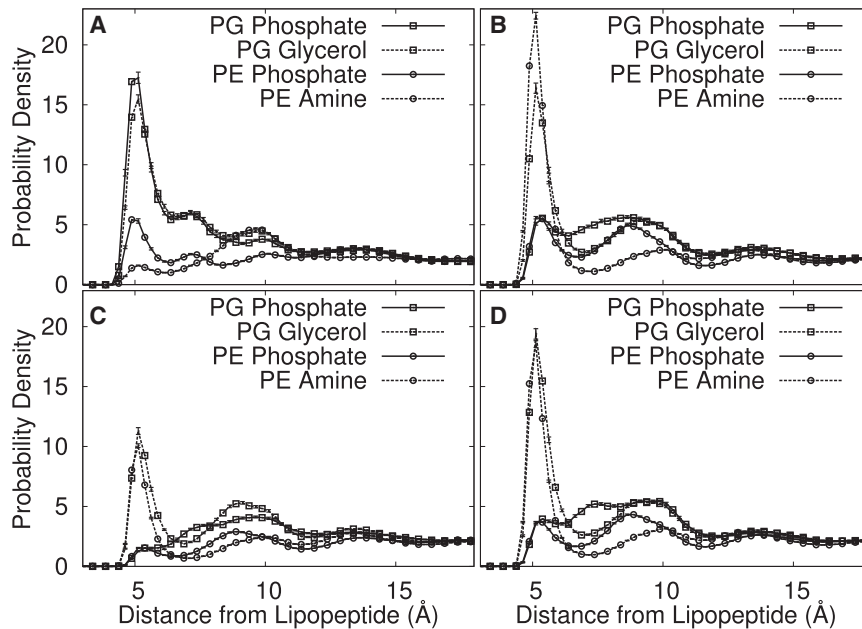 A
PG Phosphate
PG Glycerol
PE Phosphate
PE Amine
B
PG Phosphate
PG Glycerol
PE Phosphate
PE Amine
Probability Density
20
15
10
5
0
C
PG Phosphate
PG Glycerol
PE Phosphate
PE Amine
D
PG Phosphate
PG Glycerol
PE Phosphate
PE Amine
Probability Density
20
15
10
5
0
5 10 15
5 10 15
Distance from Lipopeptide (Å)
Distance from Lipopeptide (Å)